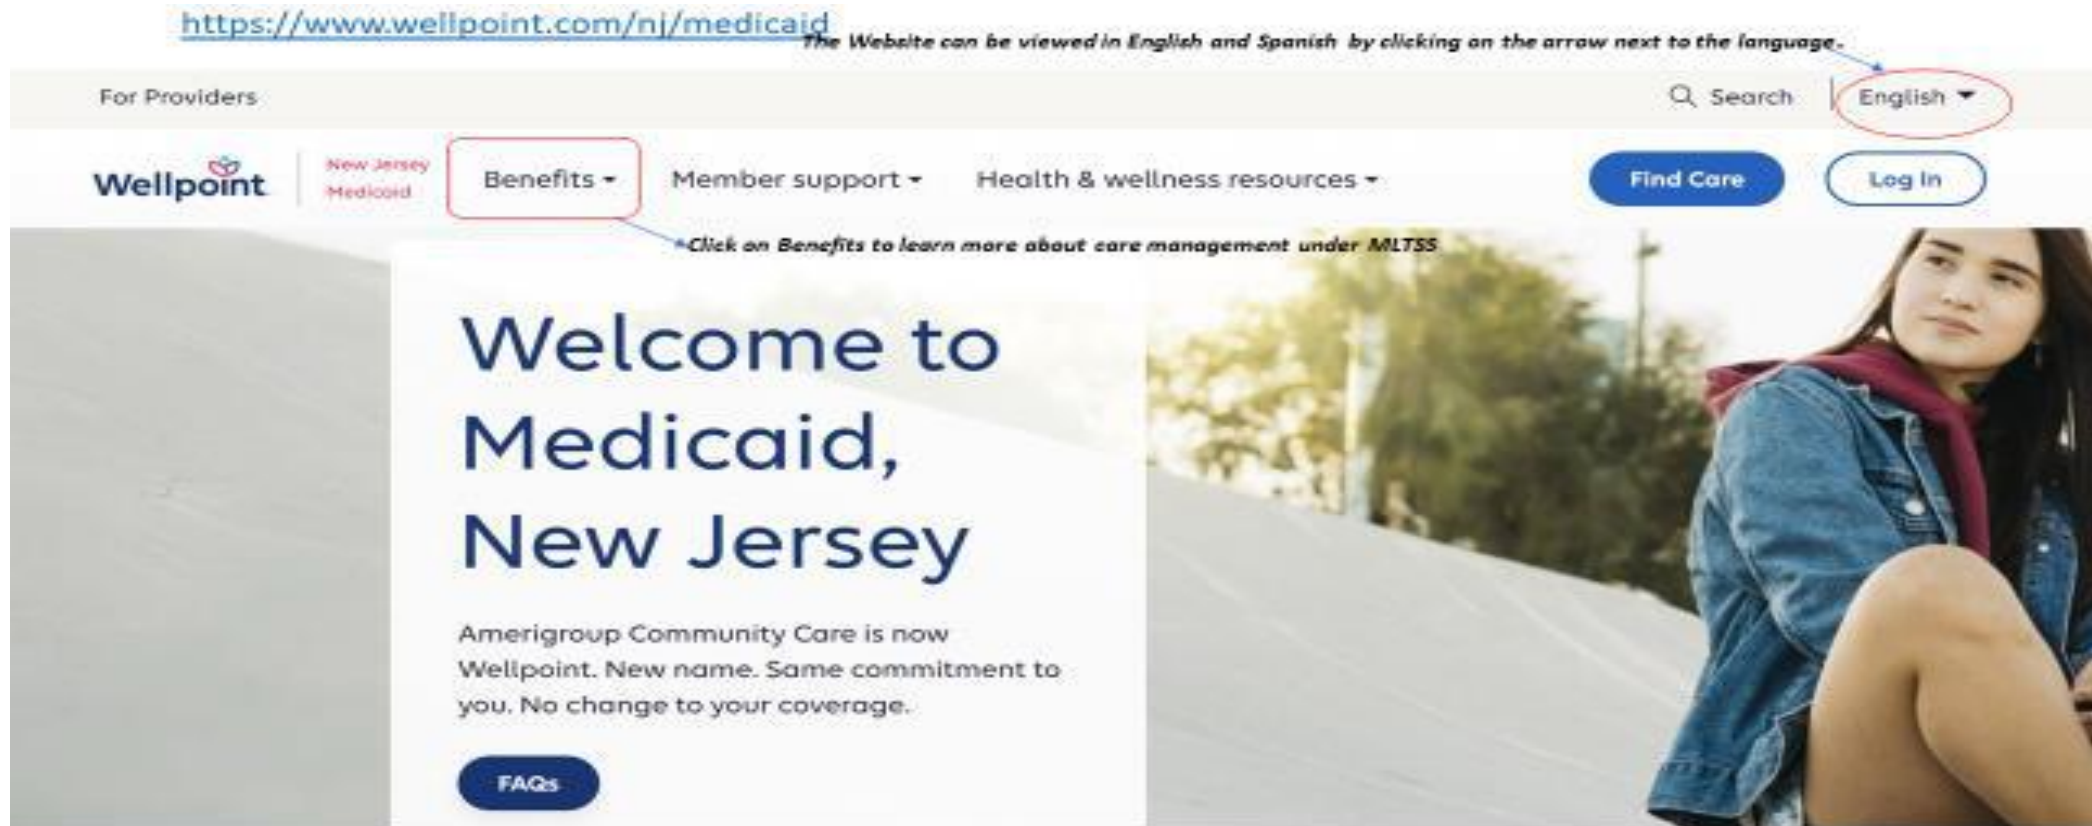 https://www.wellpoint.com/nj/medicaid
The Website can be viewed in English and Spanish by clicking on the arrow next to the language.
For Providers
Search
English
Wellpoint
New Jersey
Medicaid
Benefits
Member support
Health & wellness resources
Find Care
Log In
Click on Benefits to learn more about care management under MLTSS
Welcome to
Medicaid,
New Jersey
Amerigroup Community Care is now
Wellpoint. New name. Same commitment to
you. No change to your coverage.
FAQs